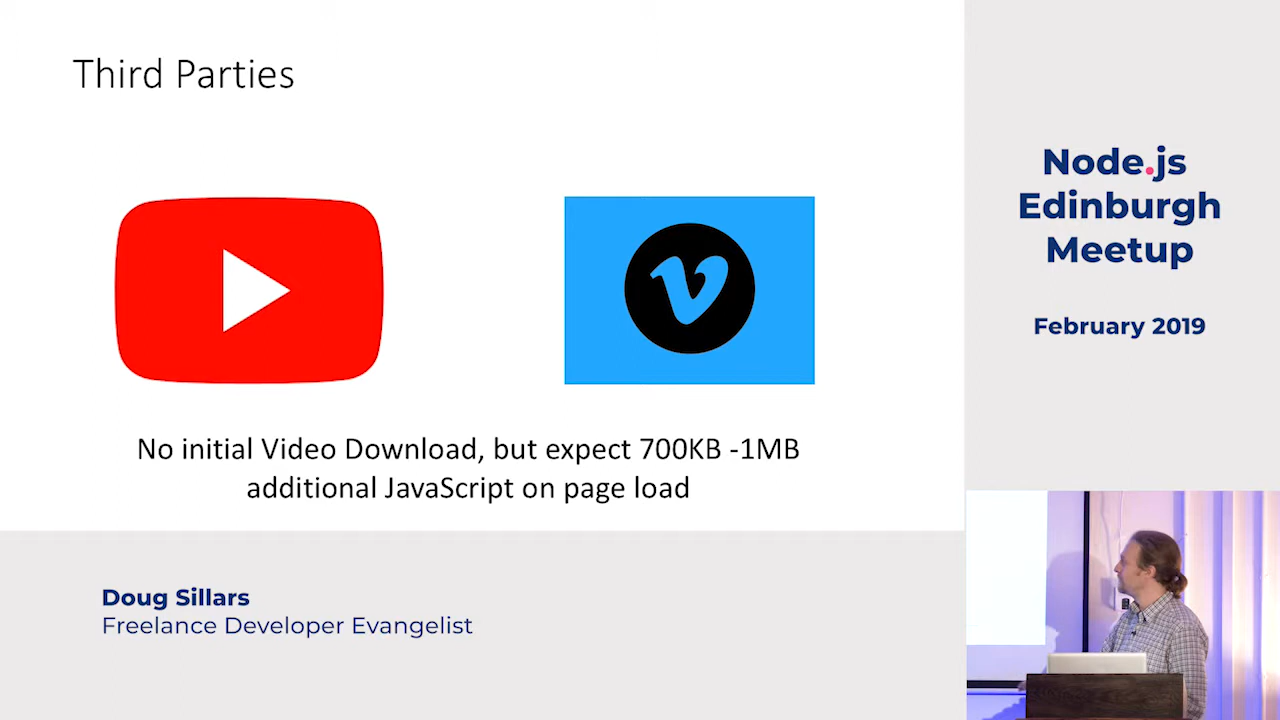 Third Parties
No initial Video Download, but expect 700KB -1MB
additional JavaScript on page load
Doug Sillars
Freelance Developer Evangelist
Node.js
Edinburgh
Meetup
February 2019